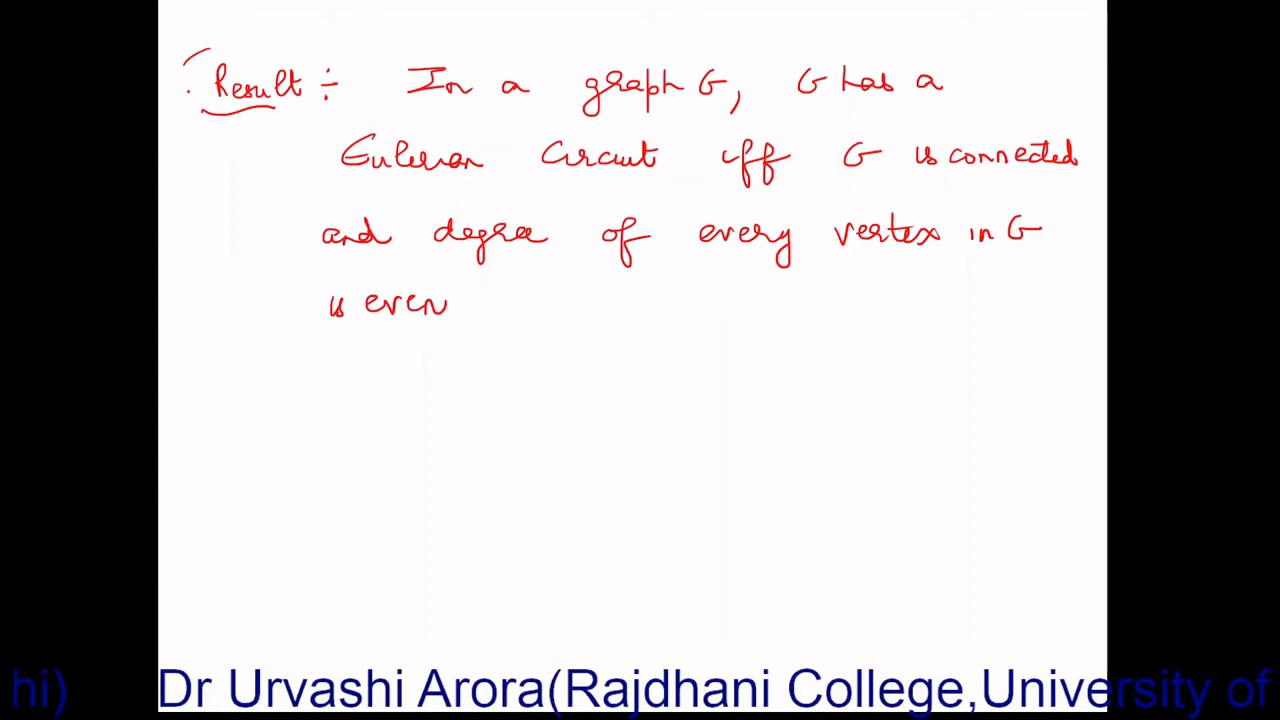 Result ÷ In a graph G, G has a
Eulerian Circuit iff G is connected
and degree of every vertex in G
is even
hi) Dr Urvashi Arora(Rajdhani College,University of